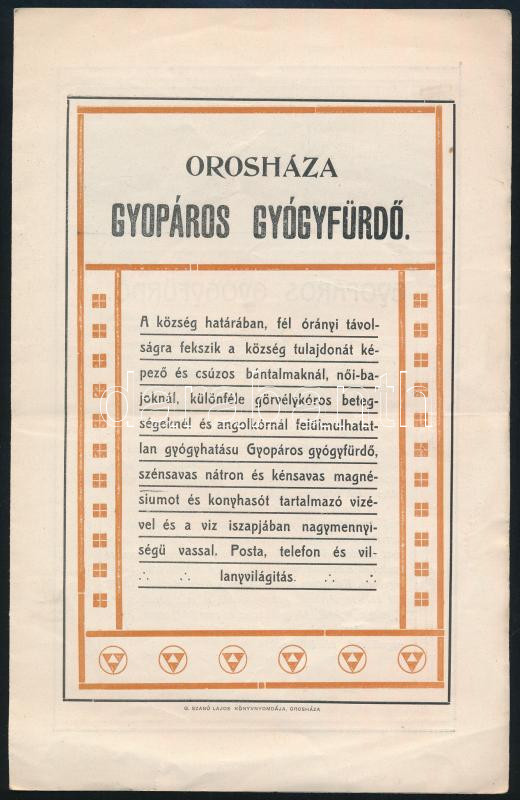 OROSHÁZA
GYOPÁROS GYÓGYFÜRDŐ.
A község határában, fél órányi távol-
ságra fekszik a község tulajdonát ké-
pező és csúzos bántalmaknál, női-ba-
joknál, különféle görvélykóros beteg-
ségeknél és angolkórnál felülmulhatat-
lan gyógyhatásu Gyopáros gyógyfürdő,
szénsavas nátron és kénsavas magné-
siumot és konyhasót tartalmazó vizé-
vel és a viz iszapjában nagymennyi-
ségü vassal. Posta, telefon és vil-
lanyvilágitás.
G. SZABÓ LAJOS KÖNYVNYOMDÁJA, OROSHÁZA
darabanth